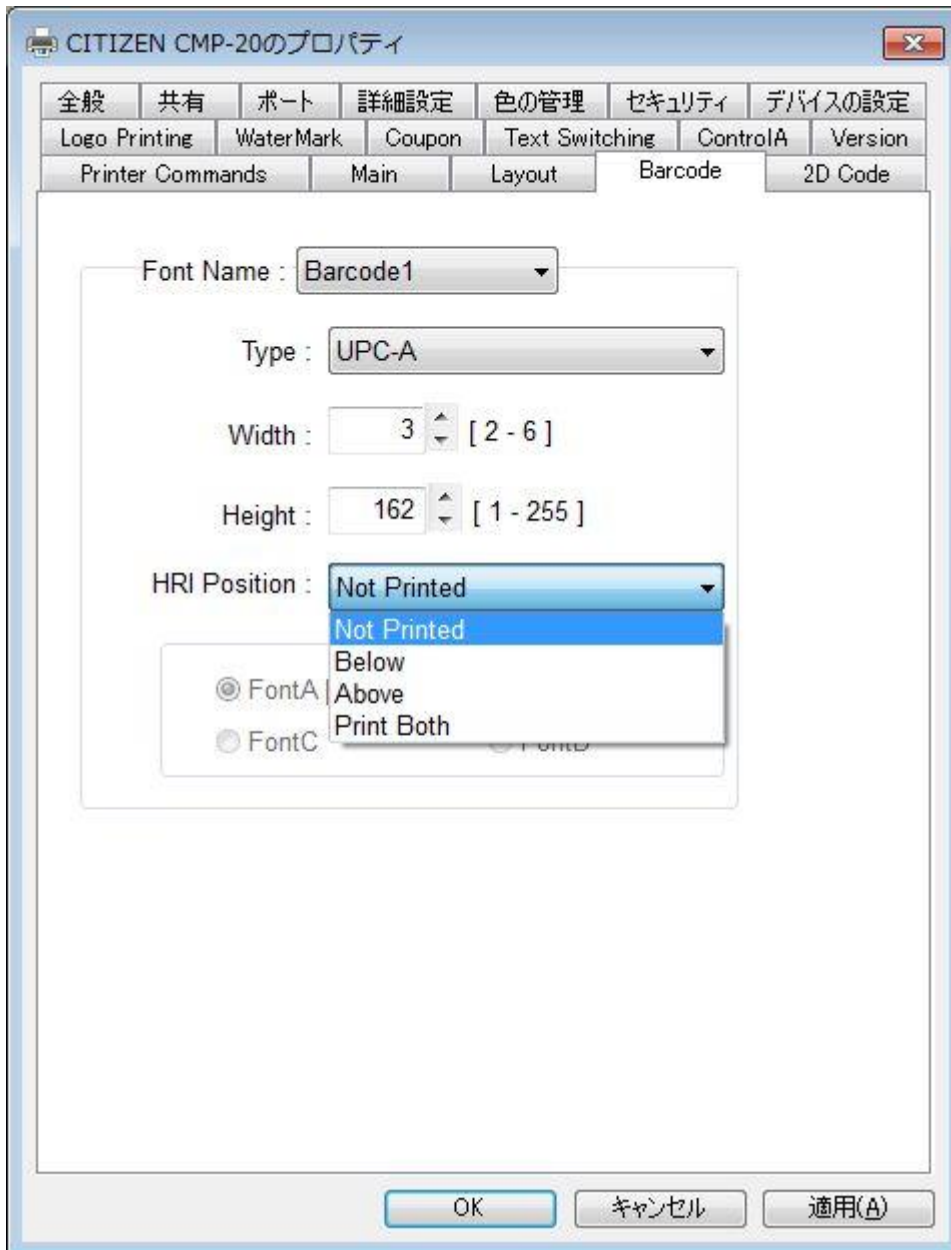 CITIZEN CMP-20のプロパティ
全般 共有 ポート 詳細設定 色の管理 セキュリティ デバイスの設定
Logo Printing WaterMark Coupon Text Switching ControlA Version
Printer Commands Main Layout Barcode 2D Code
Font Name : Barcode1
Type : UPC-A
Width : 3 [ 2 - 6 ]
Height : 162 [ 1 - 255 ]
HRI Position : Not Printed
Not Printed
Below
FontA [
Above
Print Both
FontC FontD
OK キャンセル 適用(A)